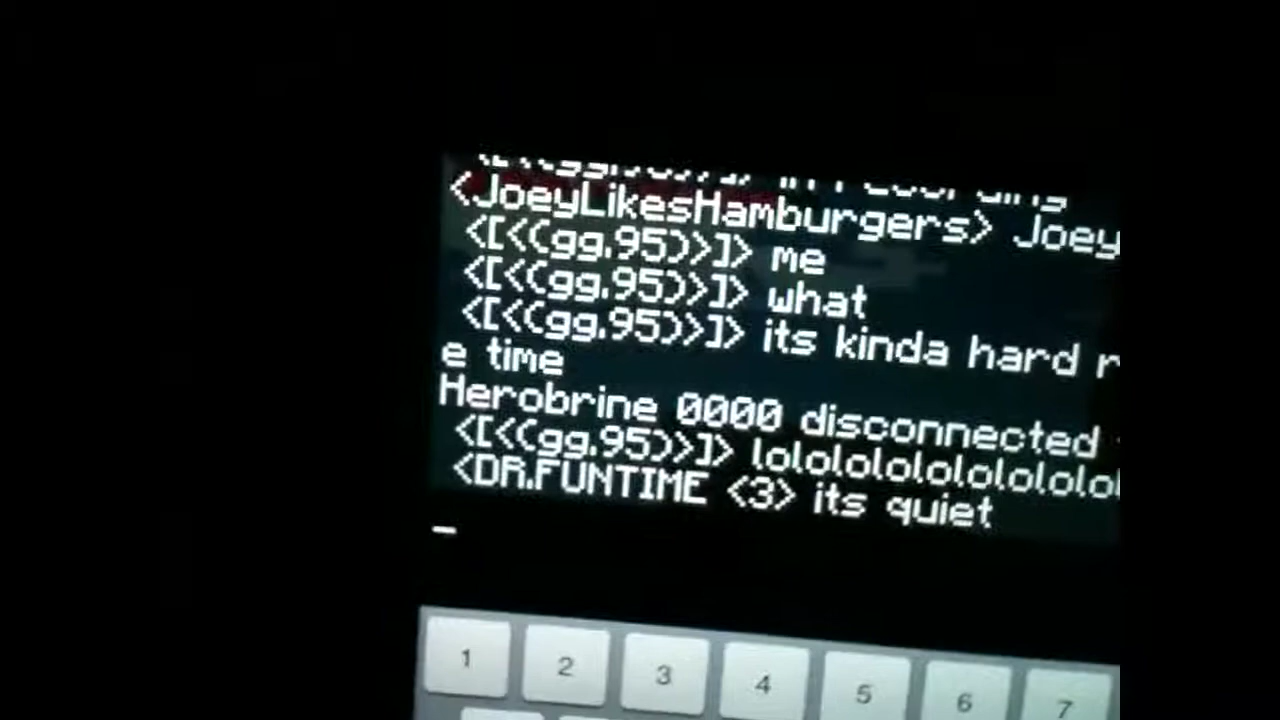 <JoeyLikesHamburgers> Joey
<[<(gg.95)>]> me
<[<(gg.95)>]> what
<[<(gg.95)>]> its kinda hard
e time
Herobrine 0000 disconnected
<[<(gg.95)>]> lolololololololololol
<DR.FUNTIME <3> its quiet
_
1 2 3 4 5 6 7